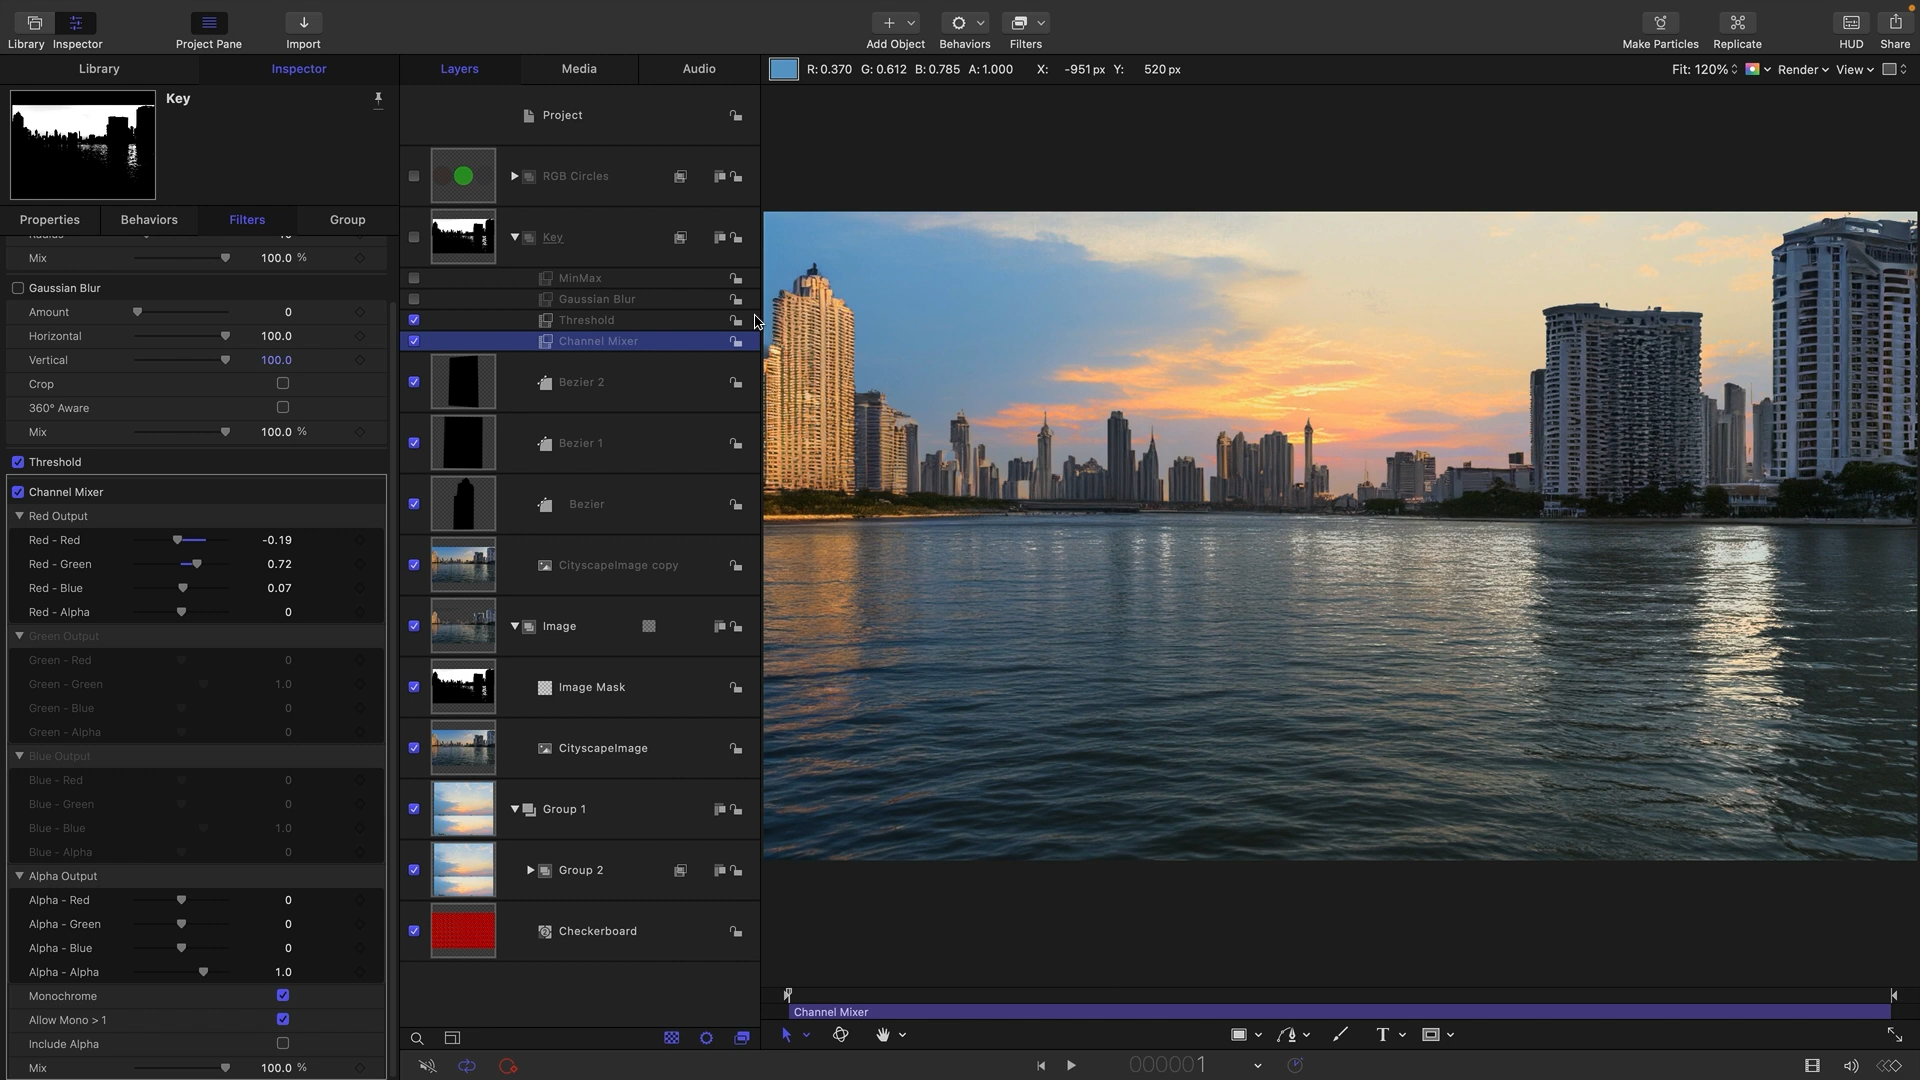 Library Inspector Project Pane Import Add Object Behaviors Filters Make Particles Replicate HUD Share
Library Inspector Layers Media Audio R:0.370 G:0.612 B:0.785 A:1.000 X: -951 px Y: 520 px Fit: 120% Render View
Key
Properties Behaviors Filters Group
Radius 10
Mix 100.0 %
Gaussian Blur
Amount 0
Horizontal 100.0
Vertical 100.0
Crop
360° Aware
Mix 100.0 %
Threshold
Channel Mixer
Red Output
Red - Red -0.19
Red - Green 0.72
Red - Blue 0.07
Red - Alpha 0
Green Output
Green - Red 0
Green - Green 1.0
Green - Blue 0
Green - Alpha 0
Blue Output
Blue - Red 0
Blue - Green 0
Blue - Blue 1.0
Blue - Alpha 0
Alpha Output
Alpha - Red 0
Alpha - Green 0
Alpha - Blue 0
Alpha - Alpha 1.0
Monochrome
Allow Mono > 1
Include Alpha
Mix 100.0 %
Project
RGB Circles
Key
MinMax
Gaussian Blur
Threshold
Channel Mixer
Bezier 2
Bezier 1
Bezier
CityscapeImage copy
Image
Image Mask
CityscapeImage
Group 1
Group 2
Checkerboard
Channel Mixer
T
000001